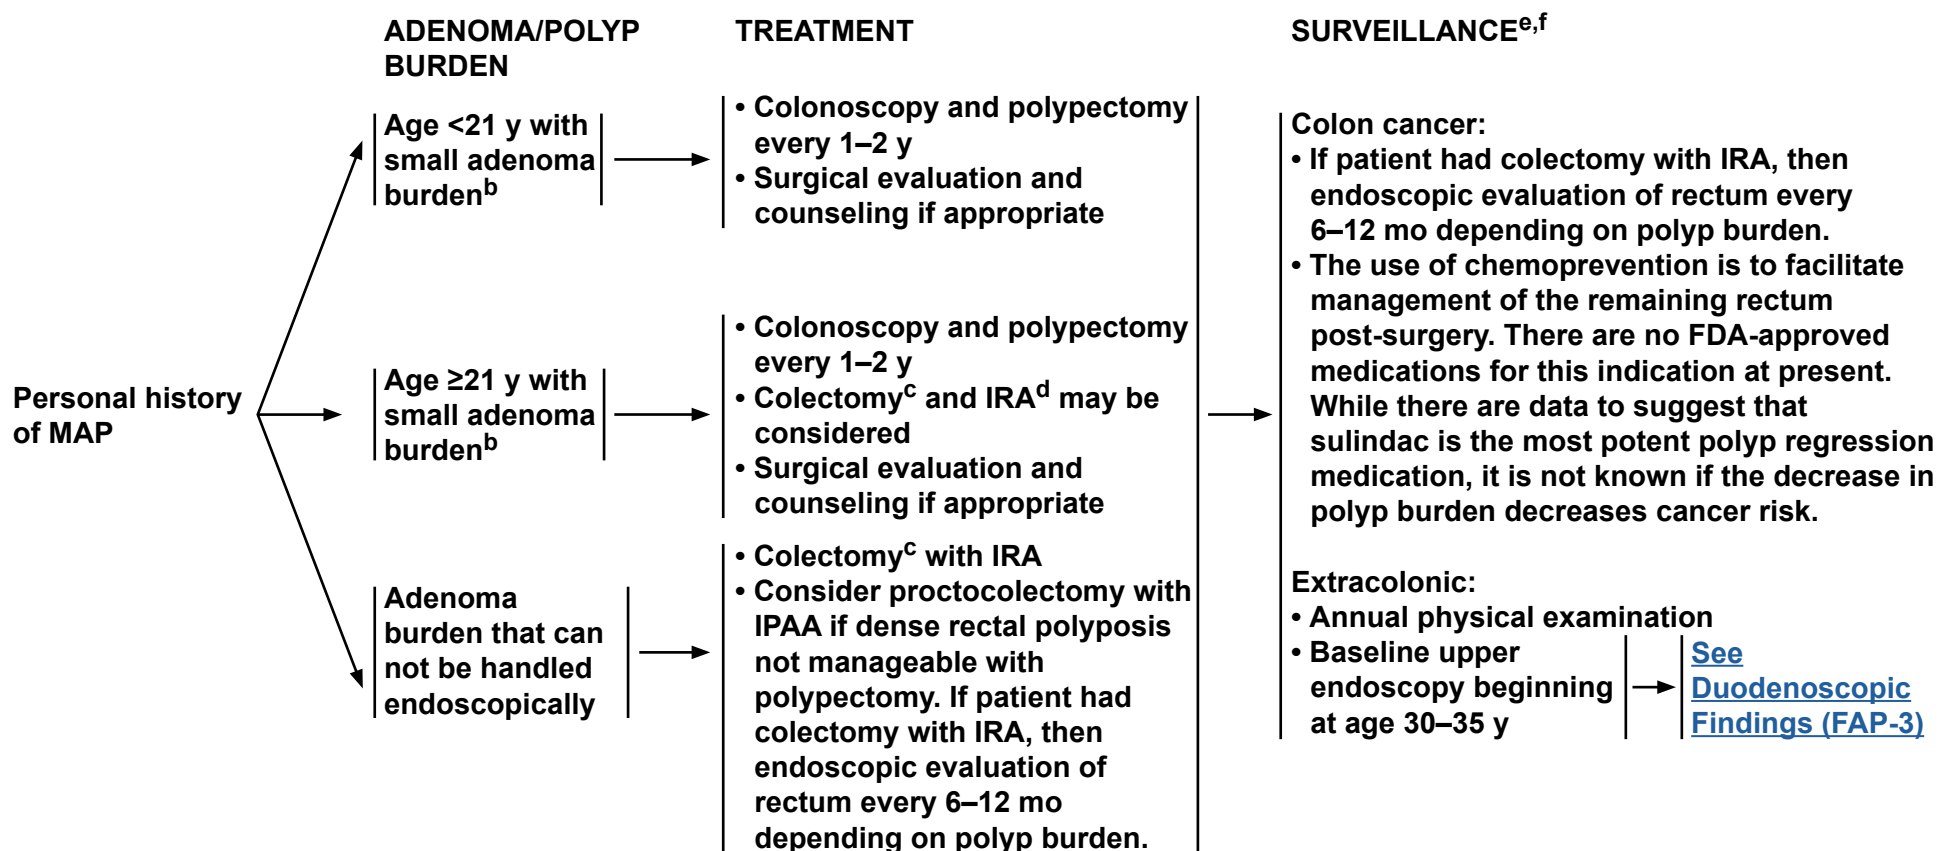 ADENOMA/POLYP
BURDEN
TREATMENT
SURVEILLANCEe,f
Personal history
of MAP
Age <21 y with
small adenoma
burdenb
• Colonoscopy and polypectomy
every 1–2 y
• Surgical evaluation and
counseling if appropriate
Age ≥21 y with
small adenoma
burdenb
• Colonoscopy and polypectomy
every 1–2 y
• Colectomyc and IRAd may be
considered
• Surgical evaluation and
counseling if appropriate
Adenoma
burden that can
not be handled
endoscopically
• Colectomyc with IRA
• Consider proctocolectomy with
IPAA if dense rectal polyposis
not manageable with
polypectomy. If patient had
colectomy with IRA, then
endoscopic evaluation of
rectum every 6–12 mo
depending on polyp burden.
Colon cancer:
• If patient had colectomy with IRA, then
endoscopic evaluation of rectum every
6–12 mo depending on polyp burden.
• The use of chemoprevention is to facilitate
management of the remaining rectum
post-surgery. There are no FDA-approved
medications for this indication at present.
While there are data to suggest that
sulindac is the most potent polyp regression
medication, it is not known if the decrease in
polyp burden decreases cancer risk.
Extracolonic:
• Annual physical examination
• Baseline upper
endoscopy beginning
at age 30–35 y
See
Duodenoscopic
Findings (FAP-3)